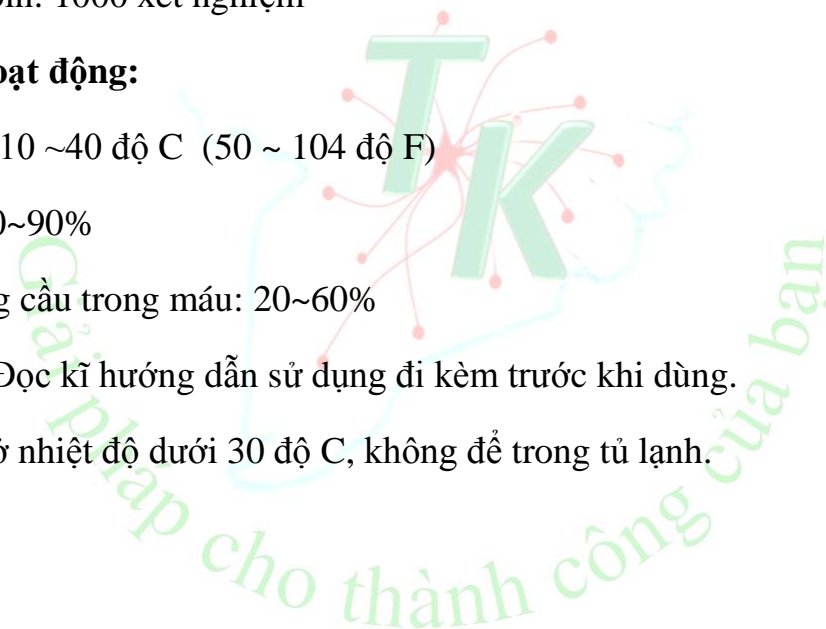 1000 xét nghiệm
oạt động:
10 ~40 độ C (50 ~ 104 độ F)
0~90%
g cầu trong máu: 20~60%
Đọc kĩ hướng dẫn sử dụng đi kèm trước khi dùng.
ở nhiệt độ dưới 30 độ C, không để trong tủ lạnh.
TK
Giải pháp cho thành công của bạn